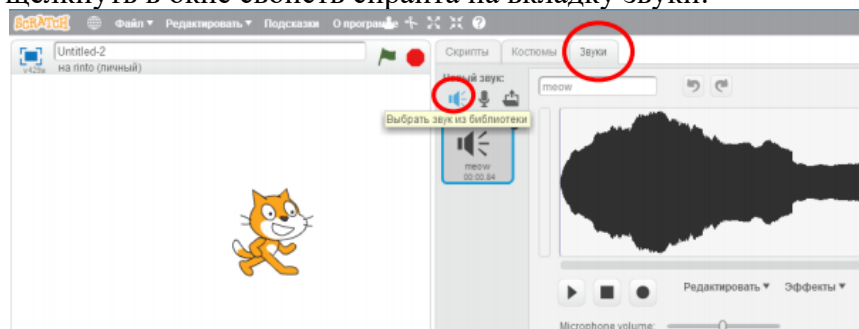 щелкнуть в окне свойств спрайта на вкладку звуки.
SCRATCH Файл Редактировать Подсказки О программе
Untitled-2
на rinto (личный)
v429a
Скрипты Костюмы Звуки
Новый звук:
meow
Выбрать звук из библиотеки
meow
00:00.84
Редактировать Эффекты
Microphone volume: